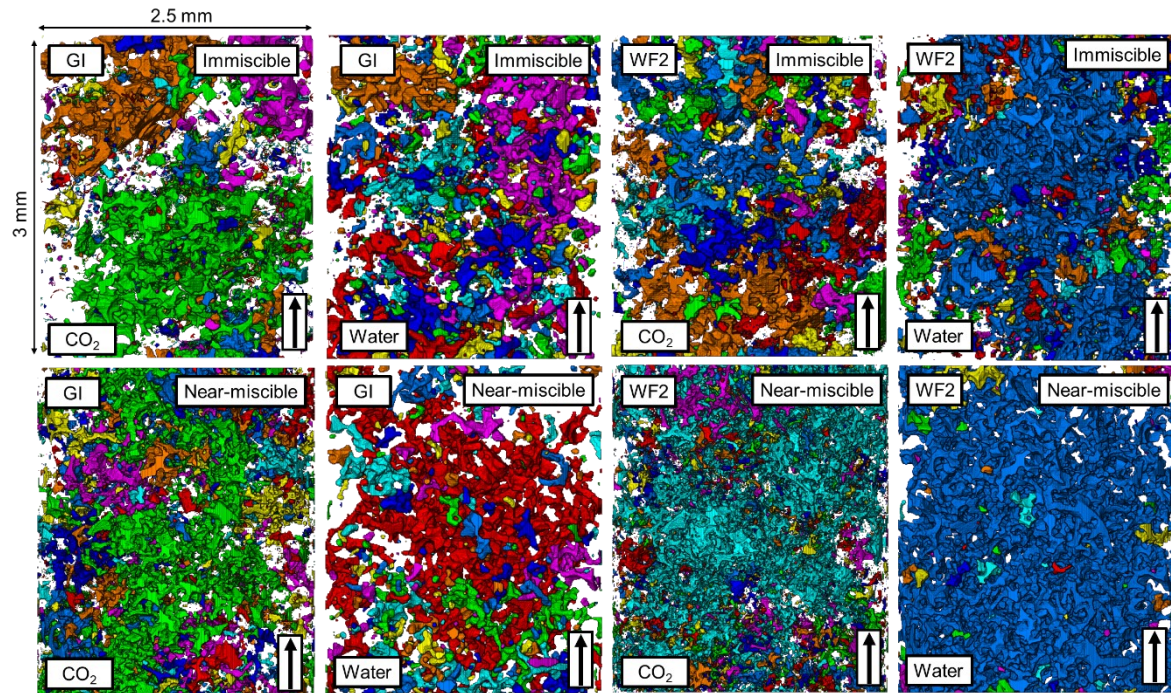 2.5 mm
3 mm
GI
Immiscible
CO₂
GI
Immiscible
Water
WF2
Immiscible
CO₂
WF2
Immiscible
Water
GI
Near-miscible
CO₂
GI
Near-miscible
Water
WF2
Near-miscible
CO₂
WF2
Near-miscible
Water